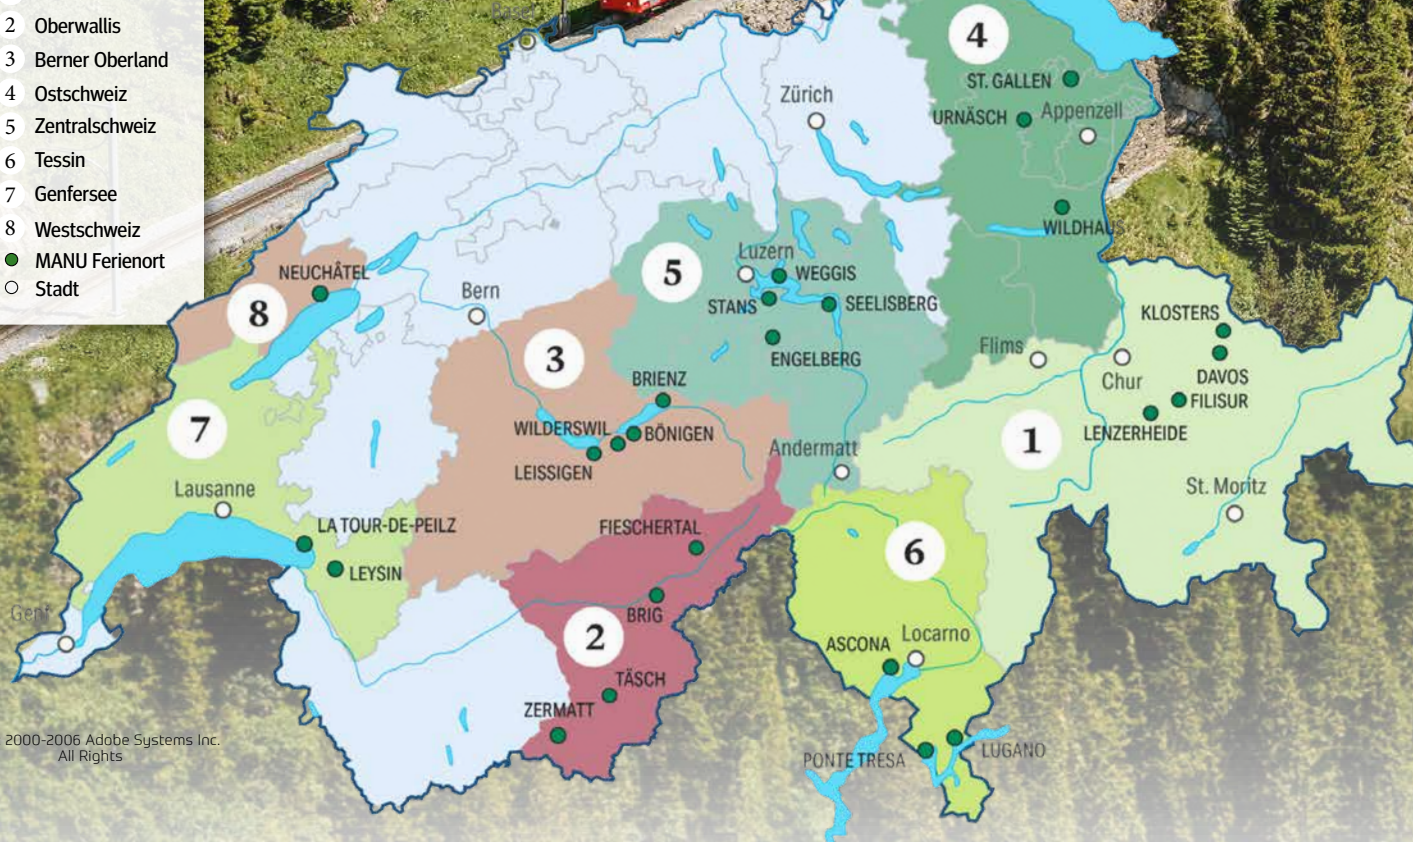 2 Oberwallis
3 Berner Oberland
4 Ostschweiz
5 Zentralschweiz
6 Tessin
7 Genfersee
8 Westschweiz
MANU Ferienort
Stadt
Basel
4
ST. GALLEN
Zürich
URNÄSCH
Appenzell
WILDHAUS
Luzern
5
WEGGIS
NEUCHÂTEL
Bern
STANS
SEELISBERG
8
KLOSTERS
ENGELBERG
Flims
3
Chur
BRIENZ
DAVOS
FILISUR
WILDERSWIL
BÖNIGEN
7
1
LENZERHEIDE
LEISSIGEN
Andermatt
Lausanne
St. Moritz
LA TOUR-DE-PEILZ
FIESCHERTAL
6
LEYSIN
Genf
BRIG
2
ASCONA
Locarno
TÄSCH
ZERMATT
2000-2006 Adobe Systems Inc.
All Rights
PONTE TRESA
LUGANO